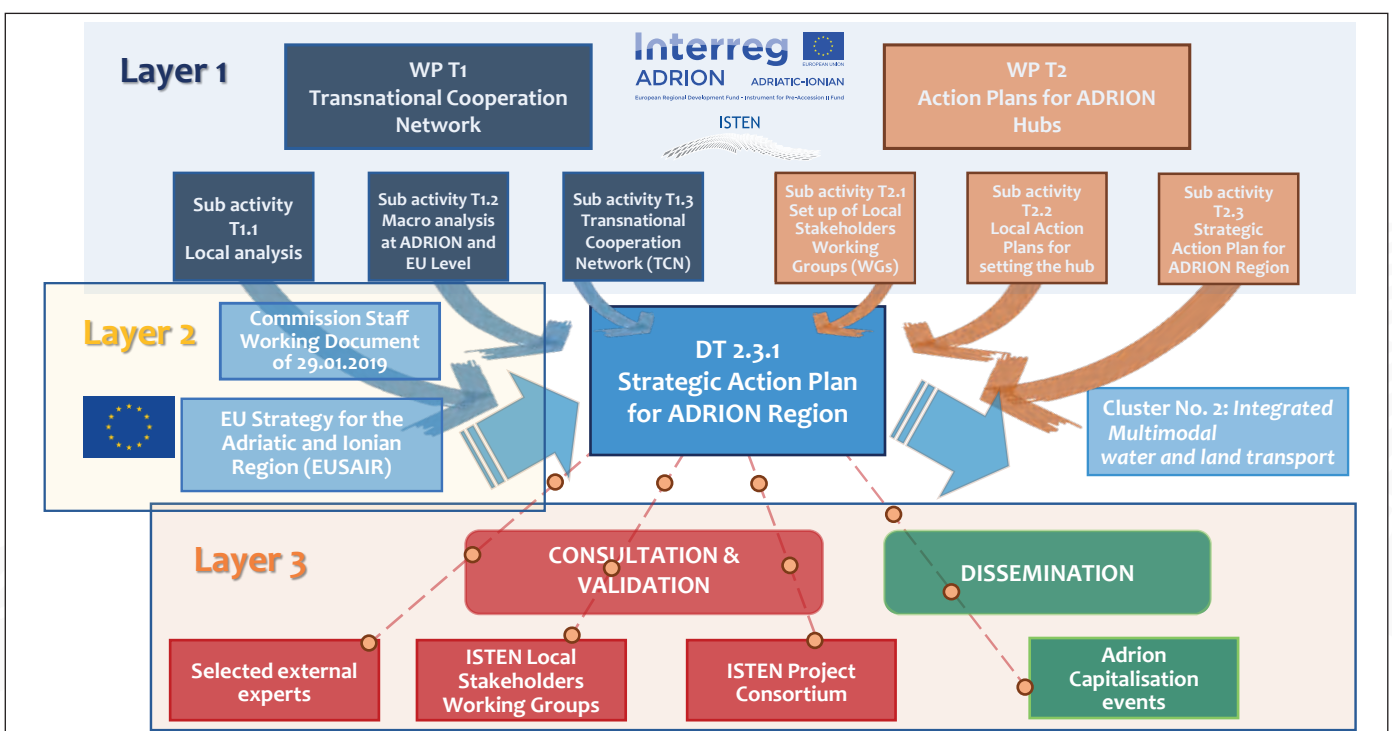 Layer 1
WP T1
Transnational Cooperation
Network
Interreg
EUROPEAN UNION
ADRION ADRIATIC-IONIAN
European Regional Development Fund - Instrument for Pre-Accession II Fund
ISTEN
WP T2
Action Plans for ADRION
Hubs
Sub activity
T1.1
Local analysis
Sub activity T1.2
Macro analysis
at ADRION and
EU Level
Sub activity T1.3
Transnational
Cooperation
Network (TCN)
Sub activity T2.1
Set up of Local
Stakeholders
Working
Groups (WGs)
Sub activity
T2.2
Local Action
Plans for
setting the hub
Sub activity
T2.3
Strategic
Action Plan for
ADRION Region
Layer 2
Commission Staff
Working Document
of 29.01.2019
EU Strategy for the
Adriatic and Ionian
Region (EUSAIR)
DT 2.3.1
Strategic Action Plan
for ADRION Region
Cluster No. 2: Integrated
Multimodal
water and land transport
Layer 3
CONSULTATION &
VALIDATION
DISSEMINATION
Selected external
experts
ISTEN Local
Stakeholders
Working Groups
ISTEN Project
Consortium
Adrion
Capitalisation
events